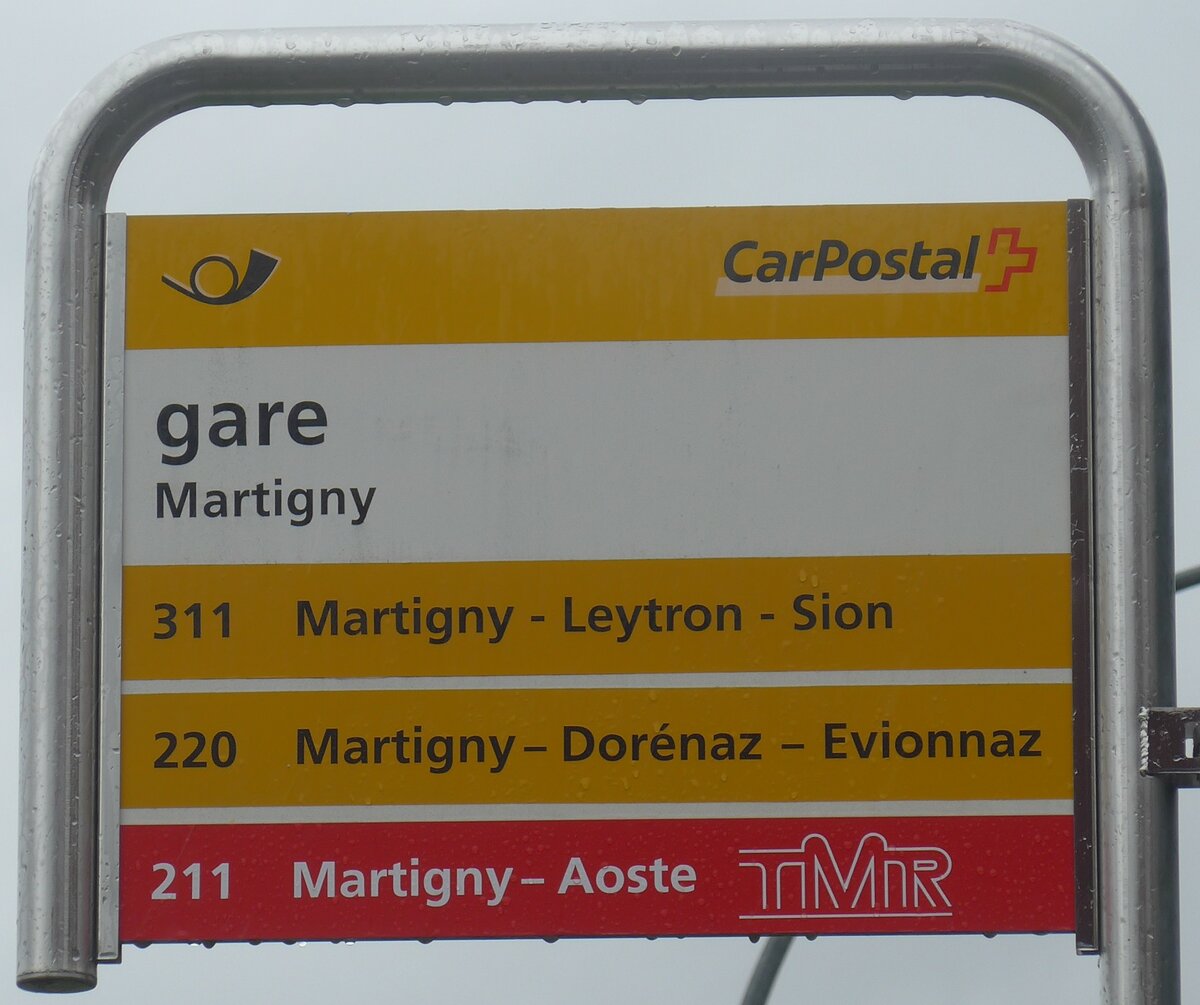 CarPostal
gare
Martigny
311 Martigny - Leytron - Sion
220 Martigny – Dorénaz – Evionnaz
211 Martigny – Aoste TMR